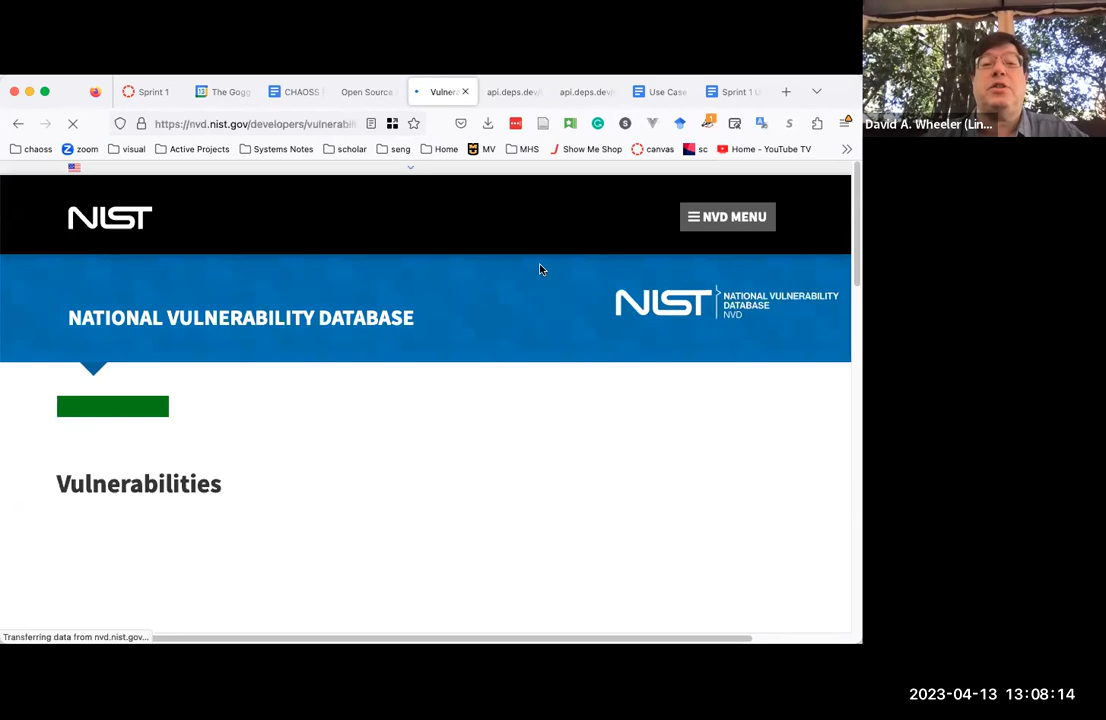 David A. Wheeler (Lin...
Sprint 1
The Gogg
CHAOSS
Open Source
Vulnera
api.deps.dev/
api.deps.dev/
Use Case
Sprint 1 U
https://nvd.nist.gov/developers/vulnerabili
chaoss
zoom
visual
Active Projects
Systems Notes
scholar
seng
Home
MV
MHS
Show Me Shop
canvas
sc
Home - YouTube TV
NIST
NVD MENU
NATIONAL VULNERABILITY DATABASE
NIST
NATIONAL VULNERABILITY
DATABASE
NVD
Vulnerabilities
Transferring data from nvd.nist.gov...
2023-04-13 13:08:14